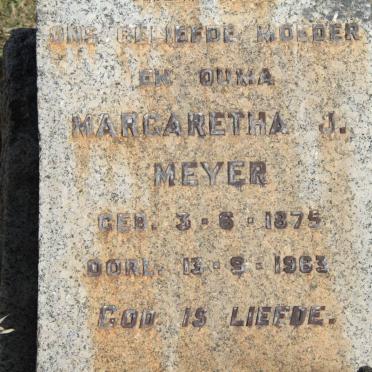 ONS GELIEFDE MOEDER
EN OUMA
MARGARETHA J.
MEYER
GEB. 3-6-1875
OORL. 13-9-1963
GOD IS LIEFDE.